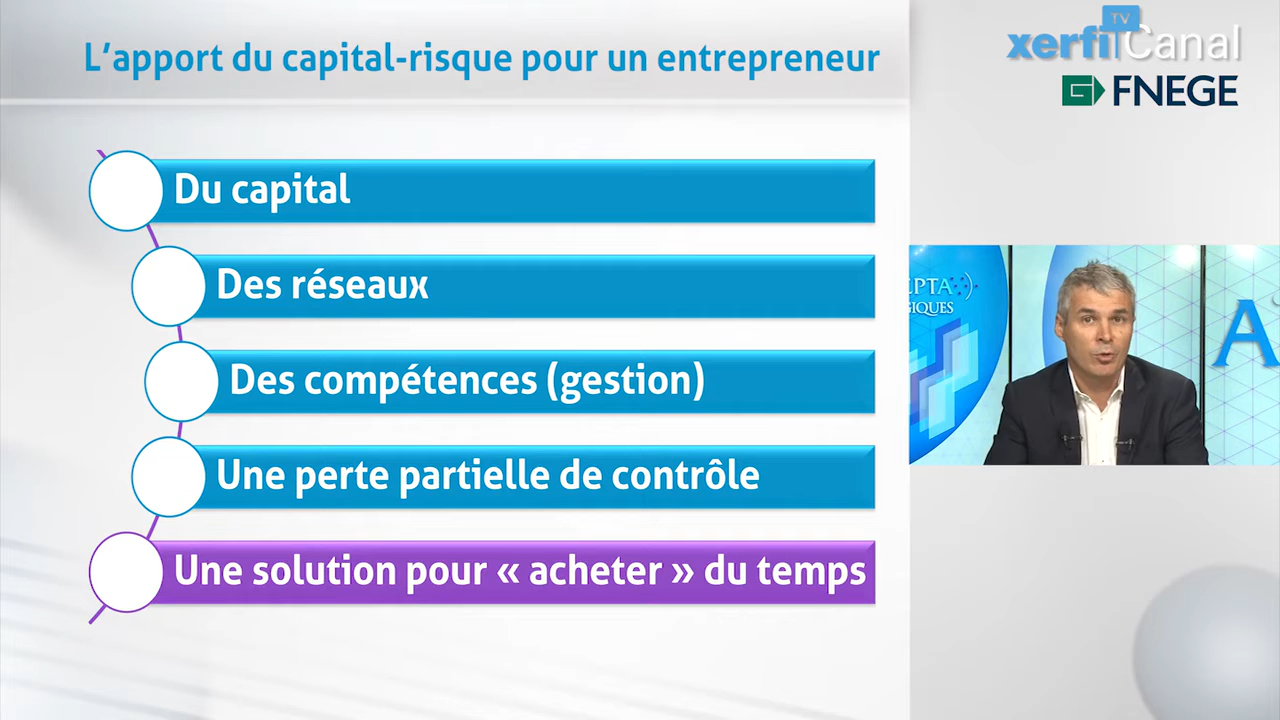 L'apport du capital-risque pour un entrepreneur
TV
xerfi Canal
FNEGE
Du capital
Des réseaux
Des compétences (gestion)
Une perte partielle de contrôle
Une solution pour « acheter » du temps